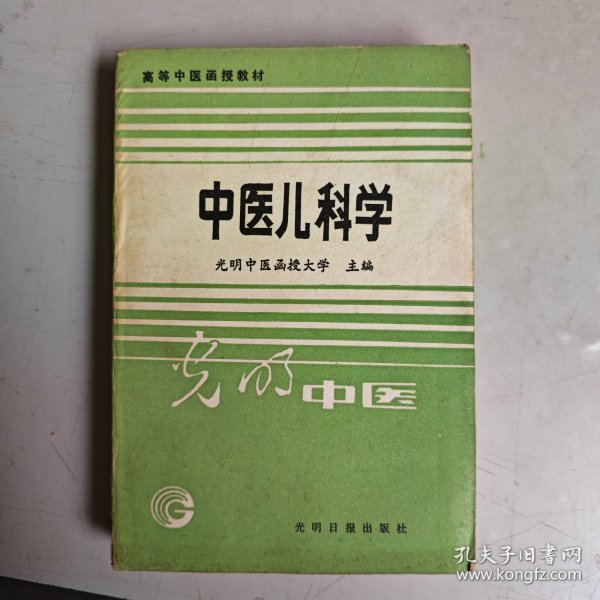 高等中医函授教材
中医儿科学
光明中医函授大学 主编
光明中医
光明日报出版社
孔夫子旧书网
www.kongfz.com